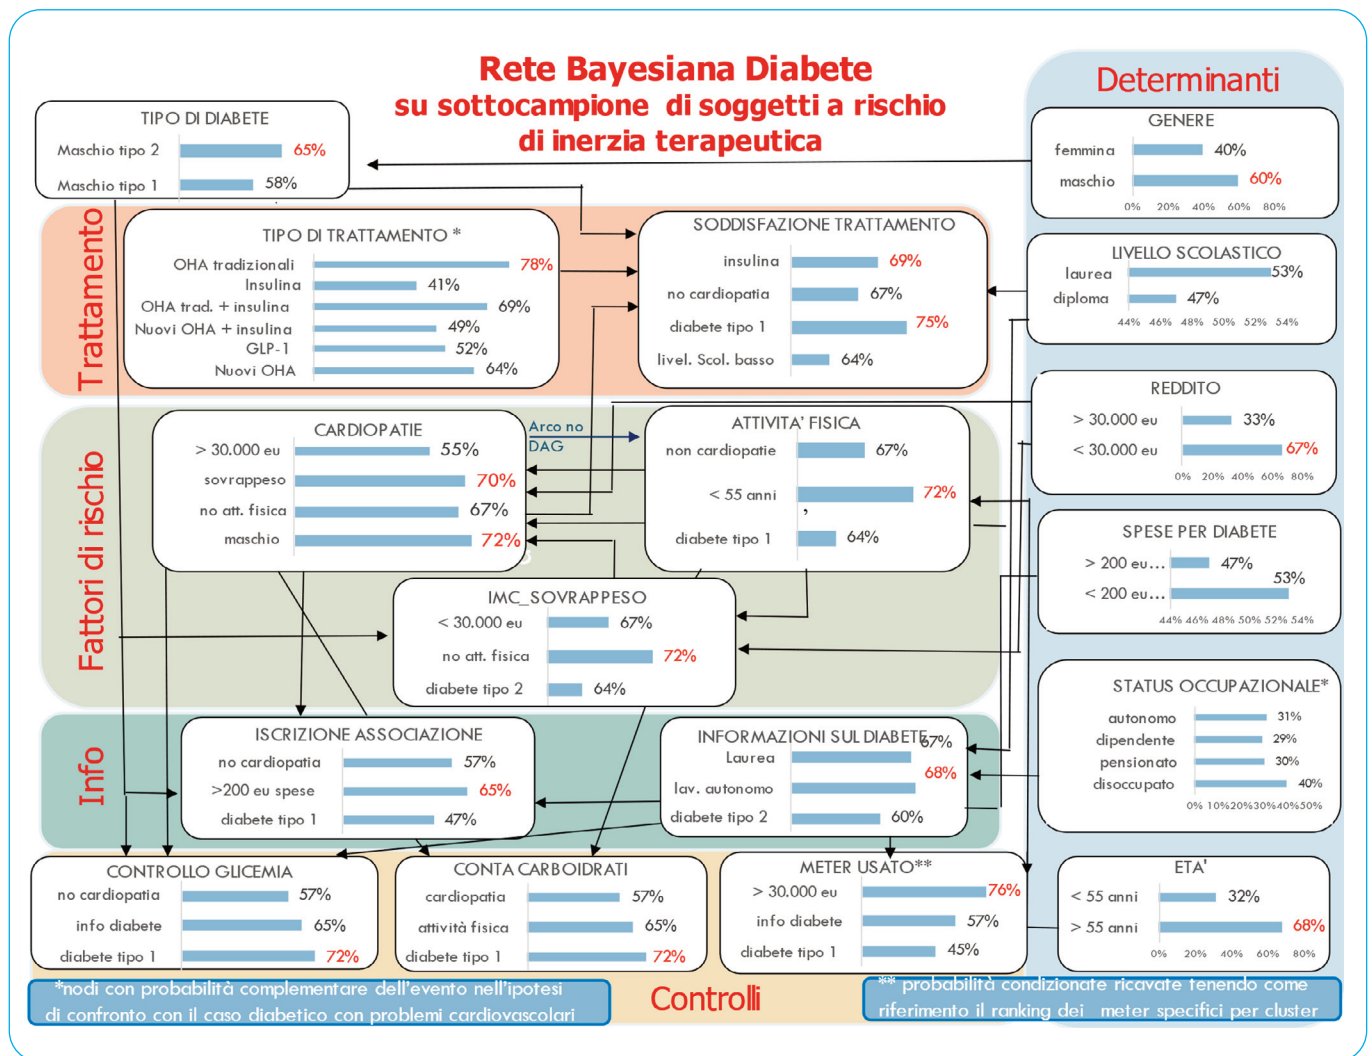 Rete Bayesiana Diabete
su sottocampione di soggetti a rischio
di inerzia terapeutica
Determinanti
TIPO DI DIABETE
Maschio tipo 2 65%
Maschio tipo 1 58%
GENERE
femmina 40%
maschio 60%
0% 20% 40% 60% 80%
Trattamento
TIPO DI TRATTAMENTO *
OHA tradizionali 78%
Insulina 41%
OHA trad. + insulina 69%
Nuovi OHA + insulina 49%
GLP-1 52%
Nuovi OHA 64%
SODDISFAZIONE TRATTAMENTO
insulina 69%
no cardiopatia 67%
diabete tipo 1 75%
livel. Scol. basso 64%
LIVELLO SCOLASTICO
laurea 53%
diploma 47%
44% 46% 48% 50% 52% 54%
REDDITO
> 30.000 eu 33%
< 30.000 eu 67%
0% 20% 40% 60% 80%
Fattori di rischio
CARDIOPATIE
> 30.000 eu 55%
sovrappeso 70%
no att. fisica 67%
maschio 72%
Arco no
DAG
ATTIVITA’ FISICA
non cardiopatie 67%
< 55 anni 72%
,
diabete tipo 1 64%
SPESE PER DIABETE
> 200 eu... 47%
< 200 eu... 53%
44% 46% 48% 50% 52% 54%
IMC_SOVRAPPESO
< 30.000 eu 67%
no att. fisica 72%
diabete tipo 2 64%
STATUS OCCUPAZIONALE*
autonomo 31%
dipendente 29%
pensionato 30%
disoccupato 40%
0% 10%20%30%40%50%
Info
ISCRIZIONE ASSOCIAZIONE
no cardiopatia 57%
>200 eu spese 65%
diabete tipo 1 47%
INFORMAZIONI SUL DIABETE
Laurea 67%
lav. autonomo 68%
diabete tipo 2 60%
CONTROLLO GLICEMIA
no cardiopatia 57%
info diabete 65%
diabete tipo 1 72%
CONTA CARBOIDRATI
cardiopatia 57%
attività fisica 65%
diabete tipo 1 72%
METER USATO**
> 30.000 eu 76%
info diabete 57%
diabete tipo 1 45%
ETA'
< 55 anni 32%
> 55 anni 68%
0% 20% 40% 60% 80%
Controlli
*nodi con probabilità complementare dell’evento nell’ipotesi
di confronto con il caso diabetico con problemi cardiovascolari
** probabilità condizionate ricavate tenendo come
riferimento il ranking dei meter specifici per cluster